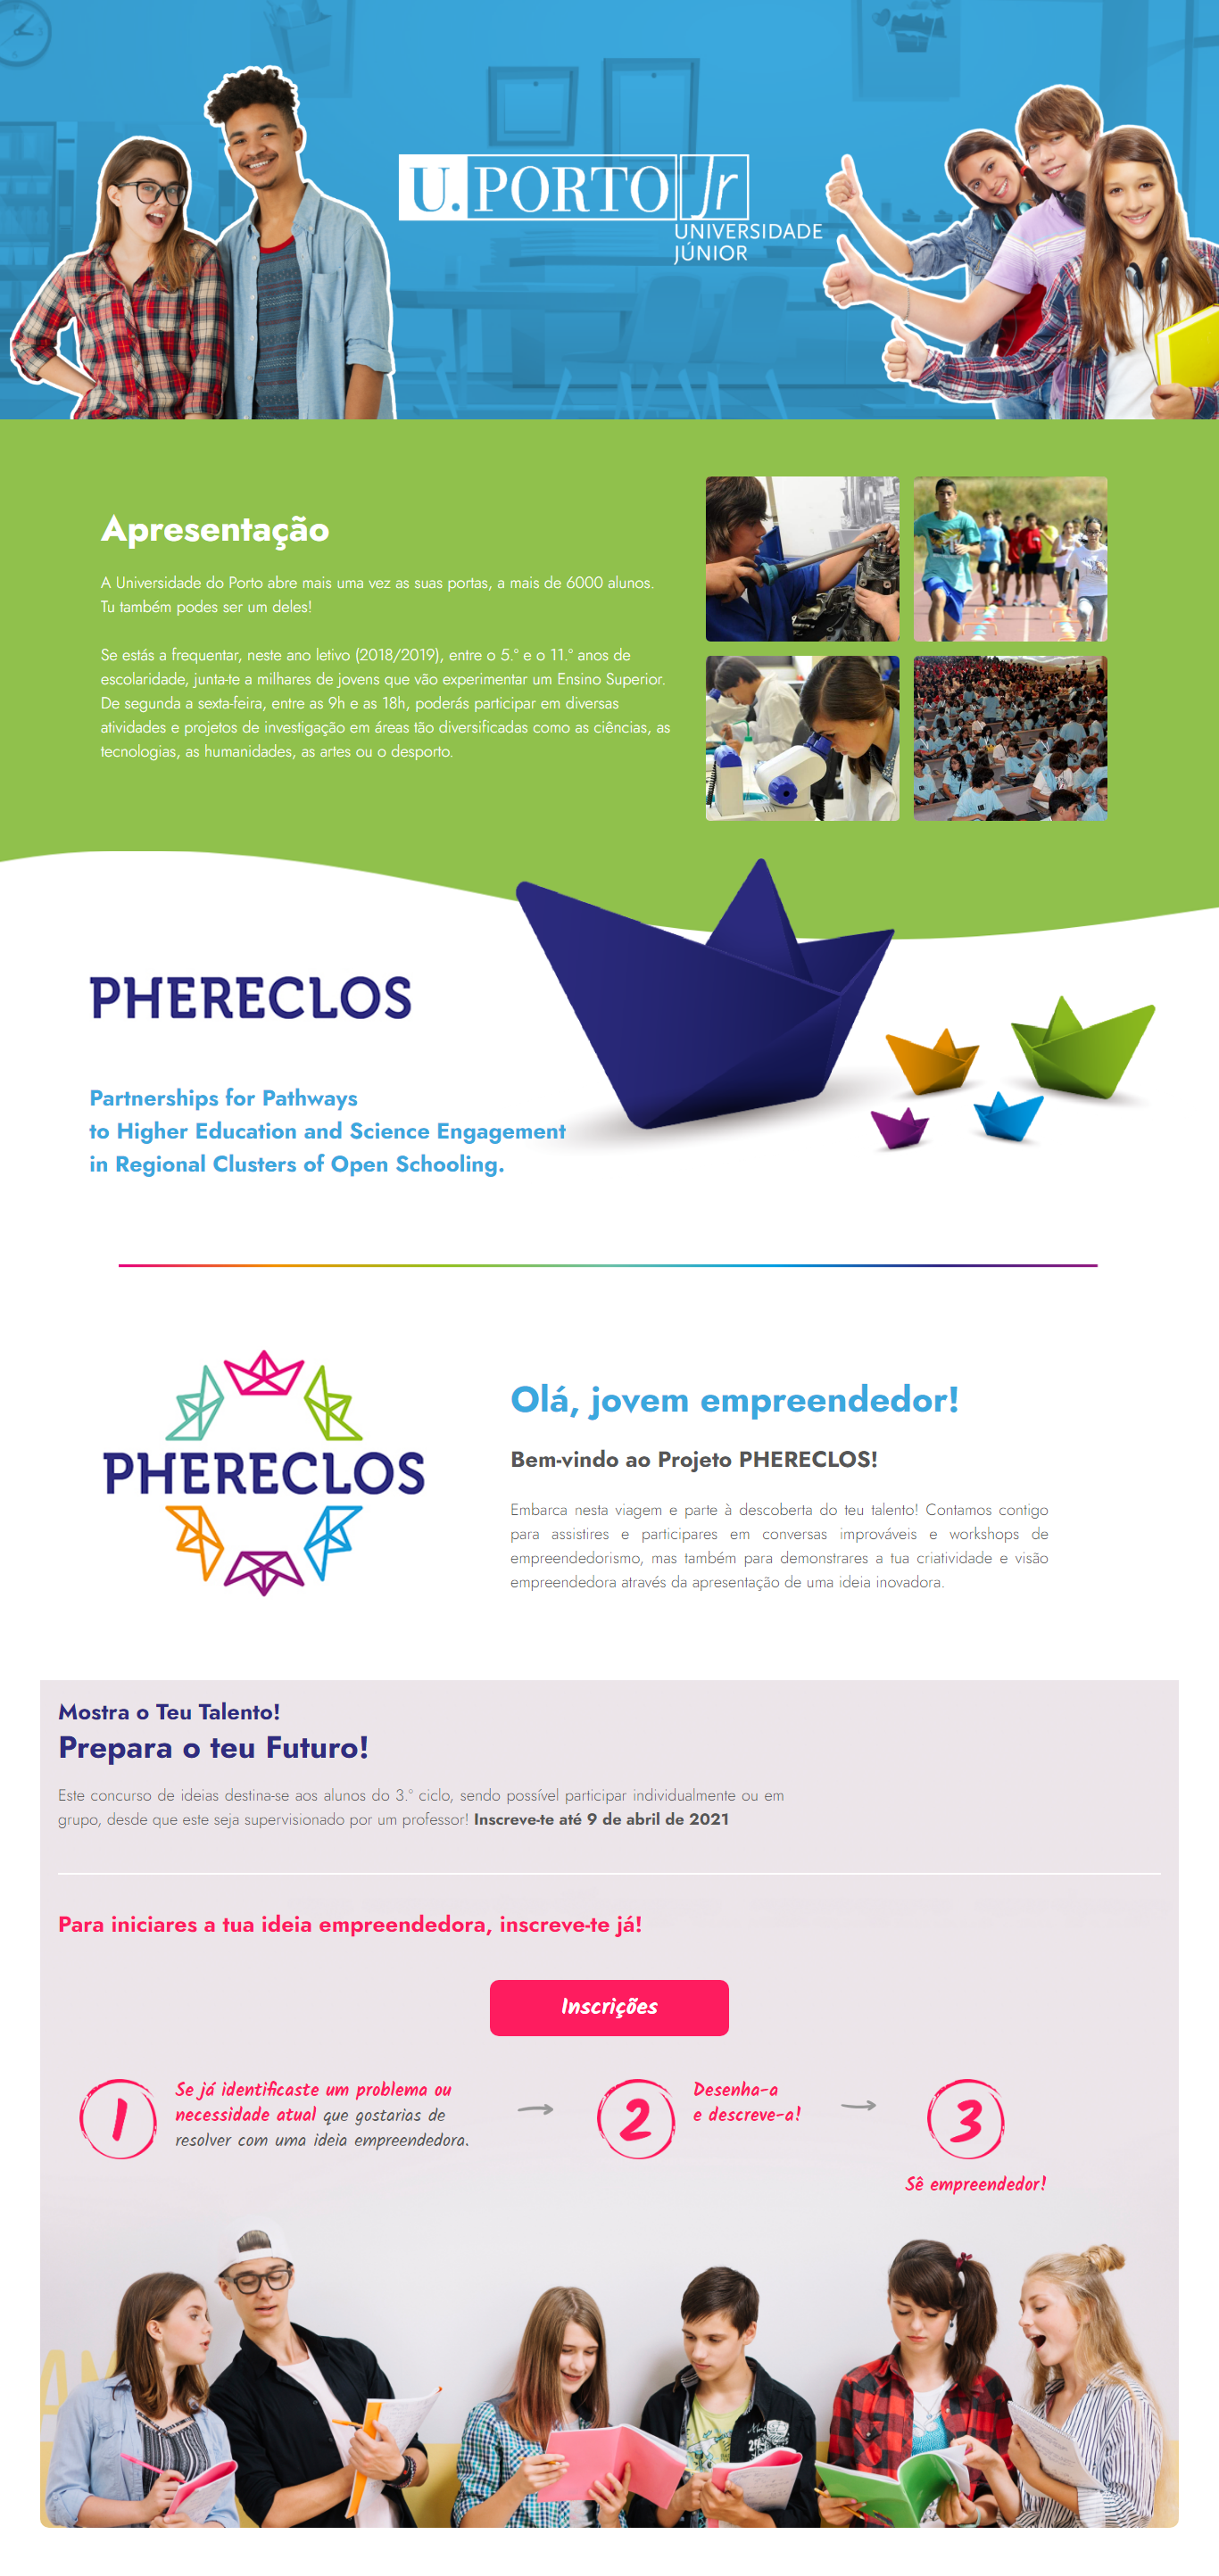 U.PORTO Jr
UNIVERSIDADE
JÚNIOR
Apresentação
A Universidade do Porto abre mais uma vez as suas portas, a mais de 6000 alunos.
Tu também podes ser um deles!
Se estás a frequentar, neste ano letivo (2018/2019), entre o 5.º e o 11.º anos de
escolaridade, junta-te a milhares de jovens que vão experimentar um Ensino Superior.
De segunda a sexta-feira, entre as 9h e as 18h, poderás participar em diversas
atividades e projetos de investigação em áreas tão diversificadas como as ciências, as
tecnologias, as humanidades, as artes ou o desporto.
PHERECLOS
Partnerships for Pathways
to Higher Education and Science Engagement
in Regional Clusters of Open Schooling.
PHERECLOS
Olá, jovem empreendedor!
Bem-vindo ao Projeto PHERECLOS!
Embarca nesta viagem e parte à descoberta do teu talento! Contamos contigo
para assistires e participares em conversas improváveis e workshops de
empreendedorismo, mas também para demonstrares a tua criatividade e visão
empreendedora através da apresentação de uma ideia inovadora.
Mostra o Teu Talento!
Prepara o teu Futuro!
Este concurso de ideias destina-se aos alunos do 3.º ciclo, sendo possível participar individualmente ou em
grupo, desde que este seja supervisionado por um professor! Inscreve-te até 9 de abril de 2021
Para iniciares a tua ideia empreendedora, inscreve-te já!
Inscrições
1
Se já identificaste um problema ou
necessidade atual que gostarias de
resolver com uma ideia empreendedora.
2
Desenha-a
e descreve-a!
3
Sê empreendedor!